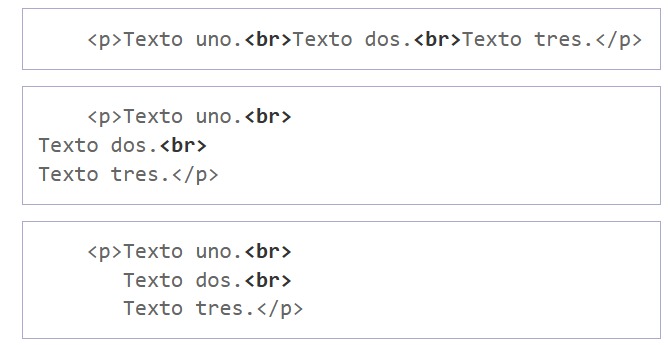 <p>Texto uno.<br>Texto dos.<br>Texto tres.</p>
<p>Texto uno.<br>
Texto dos.<br>
Texto tres.</p>
<p>Texto uno.<br>
Texto dos.<br>
Texto tres.</p>